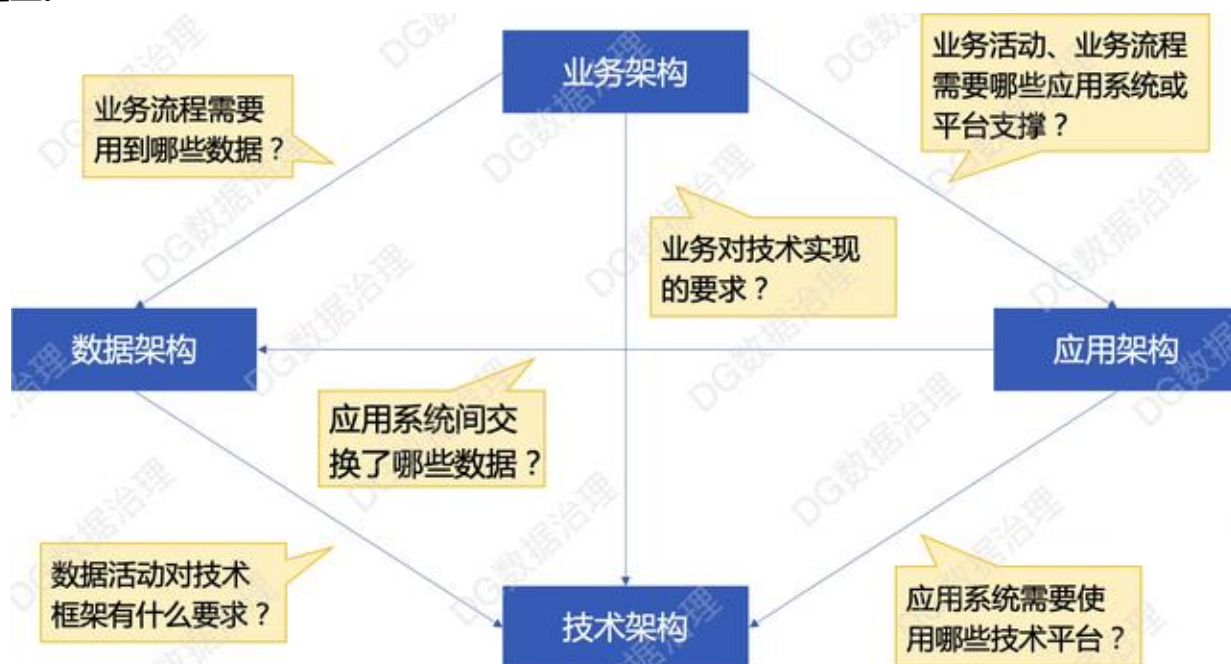 业务架构
业务活动、业务流程
需要哪些应用系统或
平台支撑？
业务流程需要
用到哪些数据？
业务对技术实现
的要求？
数据架构
应用架构
应用系统间交
换了哪些数据？
数据活动对技术
框架有什么要求？
技术架构
应用系统需要使
用哪些技术平台？
DG数据治理